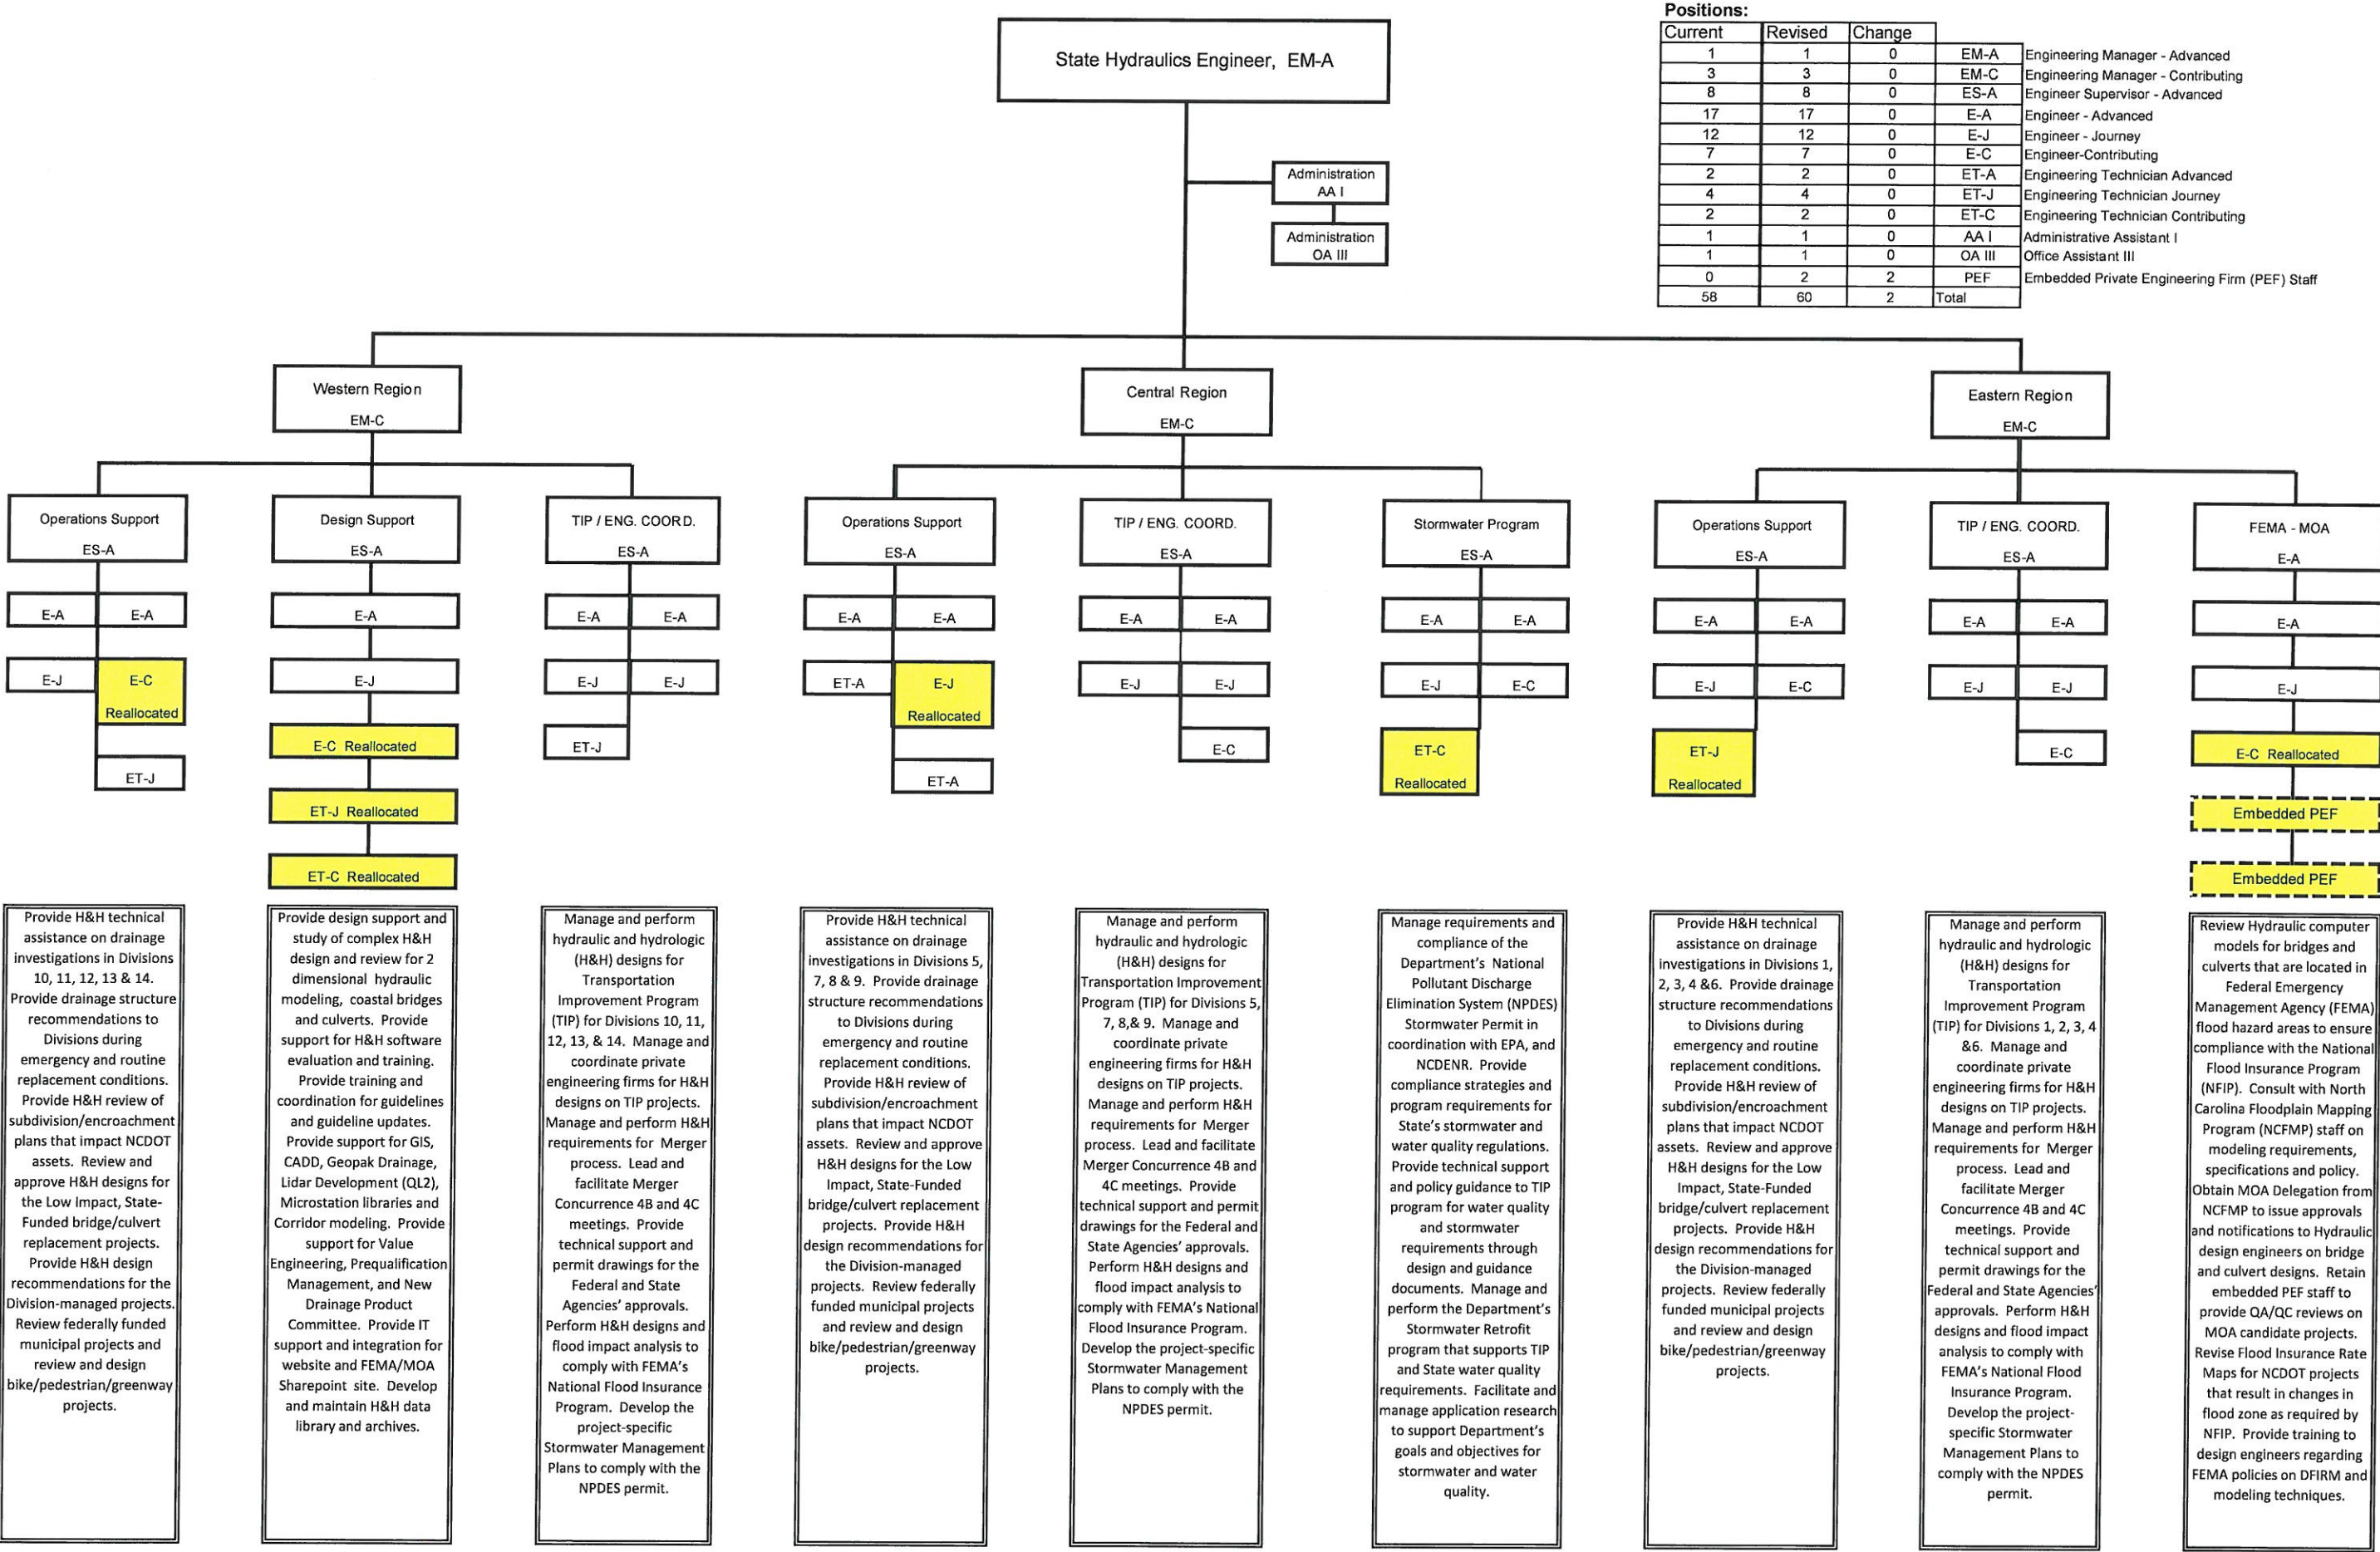 State Hydraulics Engineer, EM-A
Administration
AA I
Administration
OA III
Positions:
Current Revised Change
1 1 0 EM-A Engineering Manager - Advanced
3 3 0 EM-C Engineering Manager - Contributing
8 8 0 ES-A Engineer Supervisor - Advanced
17 17 0 E-A Engineer - Advanced
12 12 0 E-J Engineer - Journey
7 7 0 E-C Engineer-Contributing
2 2 0 ET-A Engineering Technician Advanced
4 4 0 ET-J Engineering Technician Journey
2 2 0 ET-C Engineering Technician Contributing
1 1 0 AA I Administrative Assistant I
1 1 0 OA III Office Assistant III
0 2 2 PEF Embedded Private Engineering Firm (PEF) Staff
58 60 2 Total
Western Region
EM-C
Central Region
EM-C
Eastern Region
EM-C
Operations Support
ES-A
E-A E-A
E-J E-C
Reallocated
ET-J
Provide H&H technical
assistance on drainage
investigations in Divisions
10, 11, 12, 13 & 14.
Provide drainage structure
recommendations to
Divisions during
emergency and routine
replacement conditions.
Provide H&H review of
subdivision/encroachment
plans that impact NCDOT
assets. Review and
approve H&H designs for
the Low Impact, State-
Funded bridge/culvert
replacement projects.
Provide H&H design
recommendations for the
Division-managed projects.
Review federally funded
municipal projects and
review and design
bike/pedestrian/greenway
projects.
Design Support
ES-A
E-A
E-J
E-C Reallocated
ET-J Reallocated
ET-C Reallocated
Provide design support and
study of complex H&H
design and review for 2
dimensional hydraulic
modeling, coastal bridges
and culverts. Provide
support for H&H software
evaluation and training.
Provide training and
coordination for guidelines
and guideline updates.
Provide support for GIS,
CADD, Geopak Drainage,
Lidar Development (QL2),
Microstation libraries and
Corridor modeling. Provide
support for Value
Engineering, Prequalification
Management, and New
Drainage Product
Committee. Provide IT
support and integration for
website and FEMA/MOA
Sharepoint site. Develop
and maintain H&H data
library and archives.
TIP / ENG. COORD.
ES-A
E-A E-A
E-J E-J
ET-J
Manage and perform
hydraulic and hydrologic
(H&H) designs for
Transportation
Improvement Program
(TIP) for Divisions 10, 11,
12, 13, & 14. Manage and
coordinate private
engineering firms for H&H
designs on TIP projects.
Manage and perform H&H
requirements for Merger
process. Lead and
facilitate Merger
Concurrence 4B and 4C
meetings. Provide
technical support and
permit drawings for the
Federal and State
Agencies' approvals.
Perform H&H designs and
flood impact analysis to
comply with FEMA's
National Flood Insurance
Program. Develop the
project-specific
Stormwater Management
Plans to comply with the
NPDES permit.
Operations Support
ES-A
E-A E-A
ET-A E-J
Reallocated
ET-A
Provide H&H technical
assistance on drainage
investigations in Divisions 5,
7, 8 & 9. Provide drainage
structure recommendations
to Divisions during
emergency and routine
replacement conditions.
Provide H&H review of
subdivision/encroachment
plans that impact NCDOT
assets. Review and approve
H&H designs for the Low
Impact, State-Funded
bridge/culvert replacement
projects. Provide H&H
design recommendations for
the Division-managed
projects. Review federally
funded municipal projects
and review and design
bike/pedestrian/greenway
projects.
TIP / ENG. COORD.
ES-A
E-A E-A
E-J E-J
E-C
Manage and perform
hydraulic and hydrologic
(H&H) designs for
Transportation Improvement
Program (TIP) for Divisions 5,
7, 8,& 9. Manage and
coordinate private
engineering firms for H&H
designs on TIP projects.
Manage and perform H&H
requirements for Merger
process. Lead and facilitate
Merger Concurrence 4B and
4C meetings. Provide
technical support and permit
drawings for the Federal and
State Agencies' approvals.
Perform H&H designs and
flood impact analysis to
comply with FEMA's National
Flood Insurance Program.
Develop the project-specific
Stormwater Management
Plans to comply with the
NPDES permit.
Stormwater Program
ES-A
E-A E-A
E-J E-C
ET-C
Reallocated
Manage requirements and
compliance of the
Department's National
Pollutant Discharge
Elimination System (NPDES)
Stormwater Permit in
coordination with EPA, and
NCDENR. Provide
compliance strategies and
program requirements for
State's stormwater and
water quality regulations.
Provide technical support
and policy guidance to TIP
program for water quality
and stormwater
requirements through
design and guidance
documents. Manage and
perform the Department's
Stormwater Retrofit
program that supports TIP
and State water quality
requirements. Facilitate and
manage application research
to support Department's
goals and objectives for
stormwater and water
quality.
Operations Support
ES-A
E-A E-A
E-J E-C
ET-J
Reallocated
Provide H&H technical
assistance on drainage
investigations in Divisions 1,
2, 3, 4 &6. Provide drainage
structure recommendations
to Divisions during
emergency and routine
replacement conditions.
Provide H&H review of
subdivision/encroachment
plans that impact NCDOT
assets. Review and approve
H&H designs for the Low
Impact, State-Funded
bridge/culvert replacement
projects. Provide H&H
design recommendations for
the Division-managed
projects. Review federally
funded municipal projects
and review and design
bike/pedestrian/greenway
projects.
TIP / ENG. COORD.
ES-A
E-A E-A
E-J E-J
E-C
Manage and perform
hydraulic and hydrologic
(H&H) designs for
Transportation
Improvement Program
(TIP) for Divisions 1, 2, 3, 4
&6. Manage and
coordinate private
engineering firms for H&H
designs on TIP projects.
Manage and perform H&H
requirements for Merger
process. Lead and
facilitate Merger
Concurrence 4B and 4C
meetings. Provide
technical support and
permit drawings for the
Federal and State Agencies'
approvals. Perform H&H
designs and flood impact
analysis to comply with
FEMA's National Flood
Insurance Program.
Develop the project-
specific Stormwater
Management Plans to
comply with the NPDES
permit.
FEMA - MOA
E-A
E-A
E-J
E-C Reallocated
Embedded PEF
Embedded PEF
Review Hydraulic computer
models for bridges and
culverts that are located in
Federal Emergency
Management Agency (FEMA)
flood hazard areas to ensure
compliance with the National
Flood Insurance Program
(NFIP). Consult with North
Carolina Floodplain Mapping
Program (NCFMP) staff on
modeling requirements,
specifications and policy.
Obtain MOA Delegation from
NCFMP to issue approvals
and notifications to Hydraulic
design engineers on bridge
and culvert designs. Retain
embedded PEF staff to
provide QA/QC reviews on
MOA candidate projects.
Revise Flood Insurance Rate
Maps for NCDOT projects
that result in changes in
flood zone as required by
NFIP. Provide training to
design engineers regarding
FEMA policies on DFIRM and
modeling techniques.